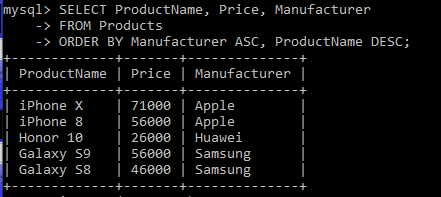 mysql> SELECT ProductName, Price, Manufacturer
    -> FROM Products
    -> ORDER BY Manufacturer ASC, ProductName DESC;
+-------------+-------+--------------+
| ProductName | Price | Manufacturer |
+-------------+-------+--------------+
| iPhone X    | 71000 | Apple        |
| iPhone 8    | 56000 | Apple        |
| Honor 10    | 26000 | Huawei       |
| Galaxy S9   | 56000 | Samsung      |
| Galaxy S8   | 46000 | Samsung      |
+-------------+-------+--------------+